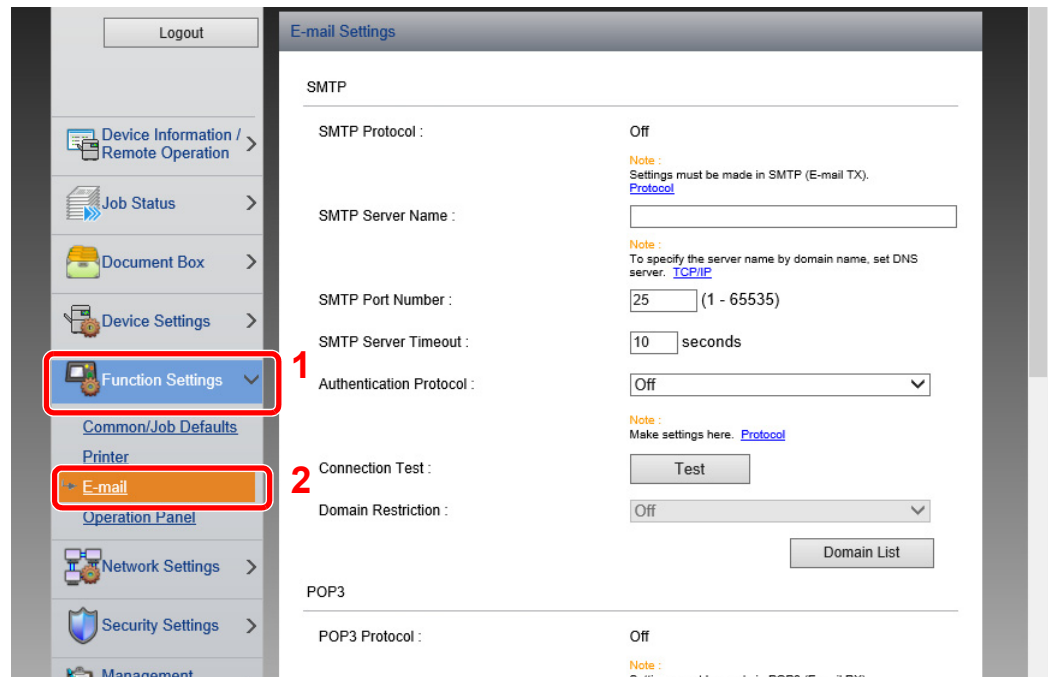 Logout
Device Information /
Remote Operation
Job Status
Document Box
Device Settings
Function Settings
1
Common/Job Defaults
Printer
E-mail
2
Operation Panel
Network Settings
Security Settings
Management
E-mail Settings
SMTP
SMTP Protocol :
Off
Note :
Settings must be made in SMTP (E-mail TX).
Protocol
SMTP Server Name :
Note :
To specify the server name by domain name, set DNS
server. TCP/IP
SMTP Port Number :
25 (1 - 65535)
SMTP Server Timeout :
10 seconds
Authentication Protocol :
Off
Note :
Make settings here. Protocol
Connection Test :
Test
Domain Restriction :
Off
Domain List
POP3
POP3 Protocol :
Off
Note :